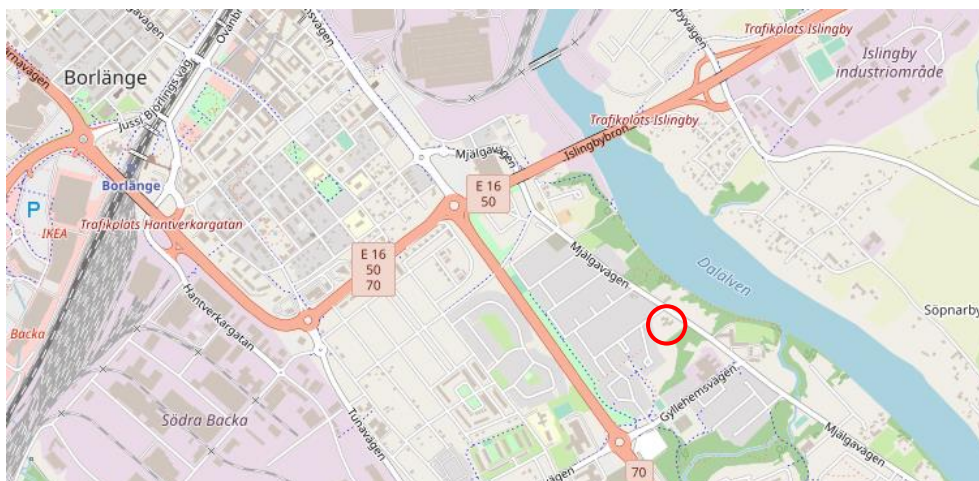 Trafikplats Islingby
Islingby
industriområde
Borlänge
Jussi Björlings väg
Mjälgavägen
Islingbybron
Trafikplats Islingby
Borlänge
E 16
50
P
IKEA
Trafikplats Hantverkargatan
E 16
50
70
Mjälgavägen
Dalälven
Hantverkargatan
Söpnarby
Backa
Gyllehemsvägen
Södra Backa
Tunavägen
Mjälgavägen
70